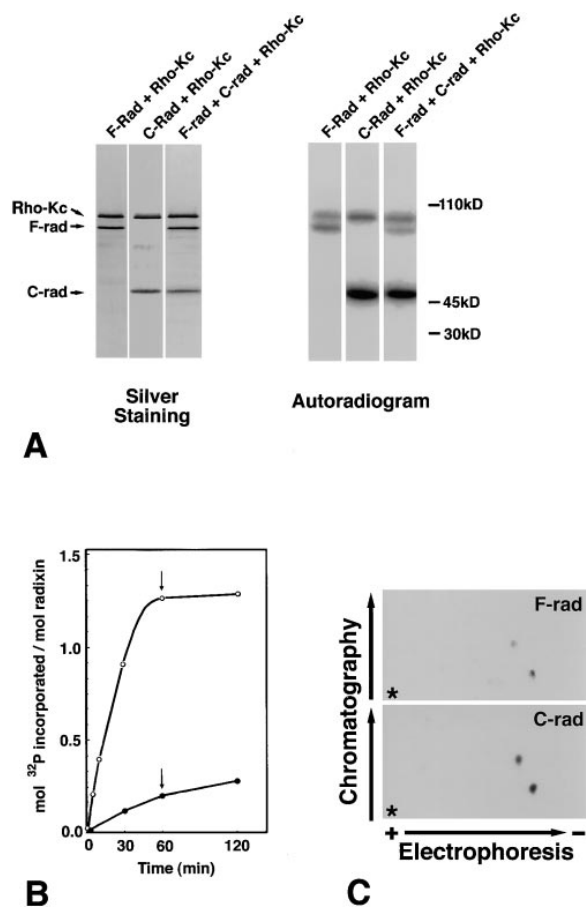 F-Rad + Rho-Kc
C-Rad + Rho-Kc
F-rad + C-rad + Rho-Kc
F-Rad + Rho-Kc
C-Rad + Rho-Kc
F-rad + C-rad + Rho-Kc
Rho-Kc
F-rad
C-rad
110kD
45kD
30kD
Silver
Staining
Autoradiogram
A
mol 32P incorporated / mol radixin
1.5
1.0
0.5
0.0
0
30
60
120
Time (min)
B
Chromatography
F-rad
*
C-rad
*
+
−
Electrophoresis
C